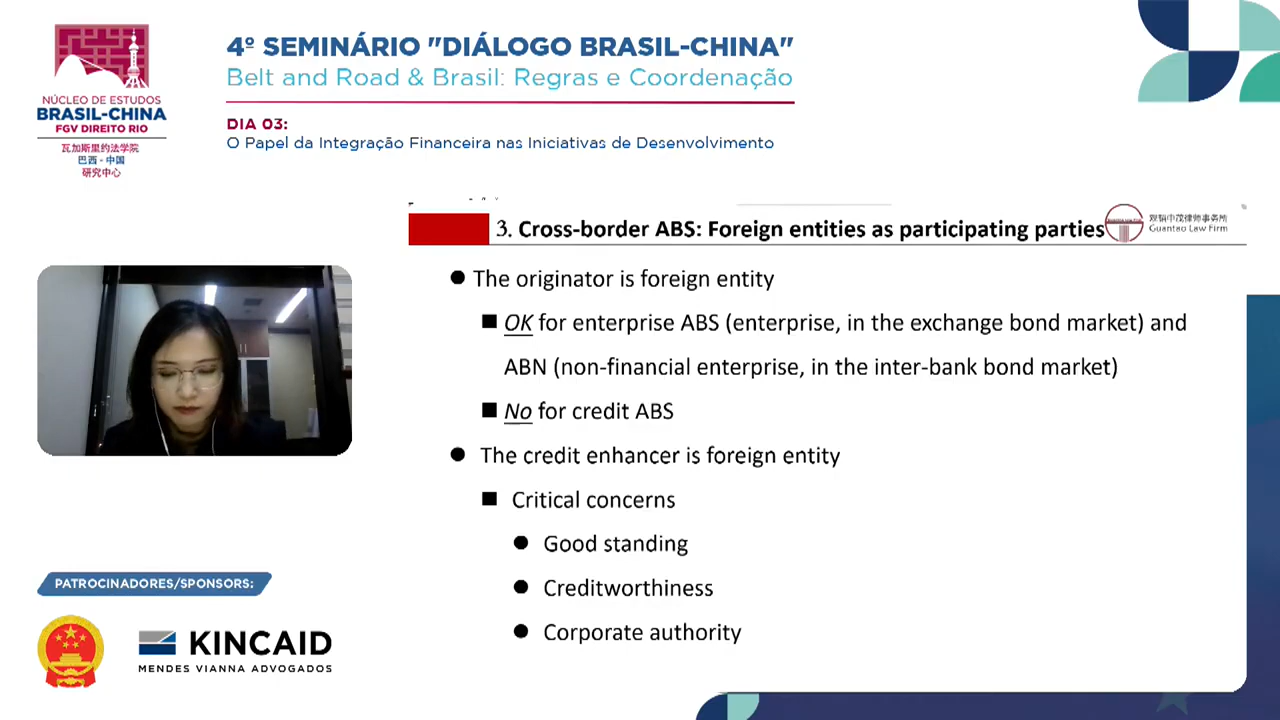 4º SEMINÁRIO "DIÁLOGO BRASIL-CHINA"
Belt and Road & Brasil: Regras e Coordenação
DIA 03:
O Papel da Integração Financeira nas Iniciativas de Desenvolvimento
NÚCLEO DE ESTUDOS
BRASIL-CHINA
FGV DIREITO RIO
瓦加斯里约法学院
巴西-中国
研究中心
3. Cross-border ABS: Foreign entities as participating parties
观韬中茂律师事务所
Guantao Law Firm
● The originator is foreign entity
■ OK for enterprise ABS (enterprise, in the exchange bond market) and
ABN (non-financial enterprise, in the inter-bank bond market)
■ No for credit ABS
● The credit enhancer is foreign entity
■ Critical concerns
● Good standing
● Creditworthiness
● Corporate authority
PATROCINADORES/SPONSORS:
KINCAID
MENDES VIANNA ADVOGADOS